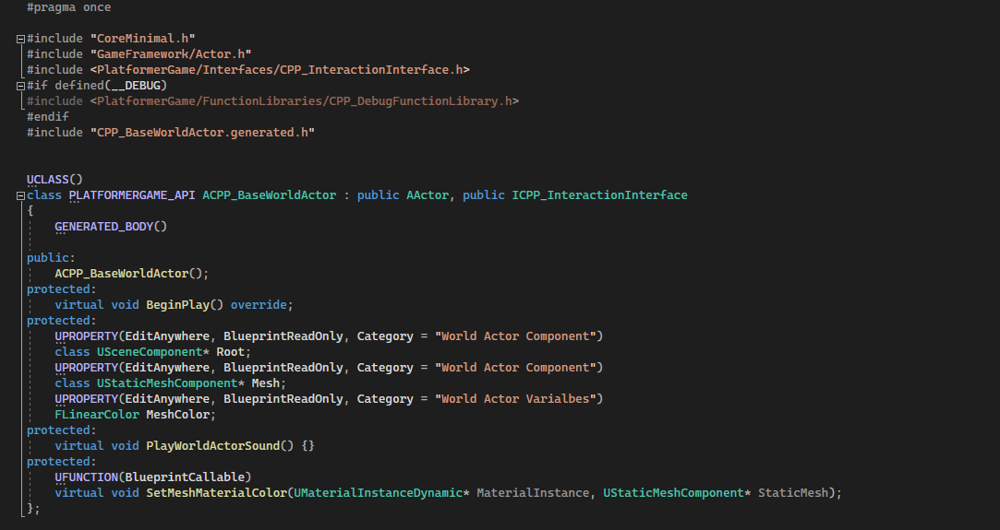 #pragma once
#include "CoreMinimal.h"
#include "GameFramework/Actor.h"
#include <PlatformerGame/Interfaces/CPP_InteractionInterface.h>
#if defined(__DEBUG)
#include <PlatformerGame/FunctionLibraries/CPP_DebugFunctionLibrary.h>
#endif
#include "CPP_BaseWorldActor.generated.h"
UCLASS()
class PLATFORMERGAME_API ACPP_BaseWorldActor : public AActor, public ICPP_InteractionInterface
{
    GENERATED_BODY()
public:
    ACPP_BaseWorldActor();
protected:
    virtual void BeginPlay() override;
protected:
    UPROPERTY(EditAnywhere, BlueprintReadOnly, Category = "World Actor Component")
    class USceneComponent* Root;
    UPROPERTY(EditAnywhere, BlueprintReadOnly, Category = "World Actor Component")
    class UStaticMeshComponent* Mesh;
    UPROPERTY(EditAnywhere, BlueprintReadOnly, Category = "World Actor Varialbes")
    FLinearColor MeshColor;
protected:
    virtual void PlayWorldActorSound() {}
protected:
    UFUNCTION(BlueprintCallable)
    virtual void SetMeshMaterialColor(UMaterialInstanceDynamic* MaterialInstance, UStaticMeshComponent* StaticMesh);
};